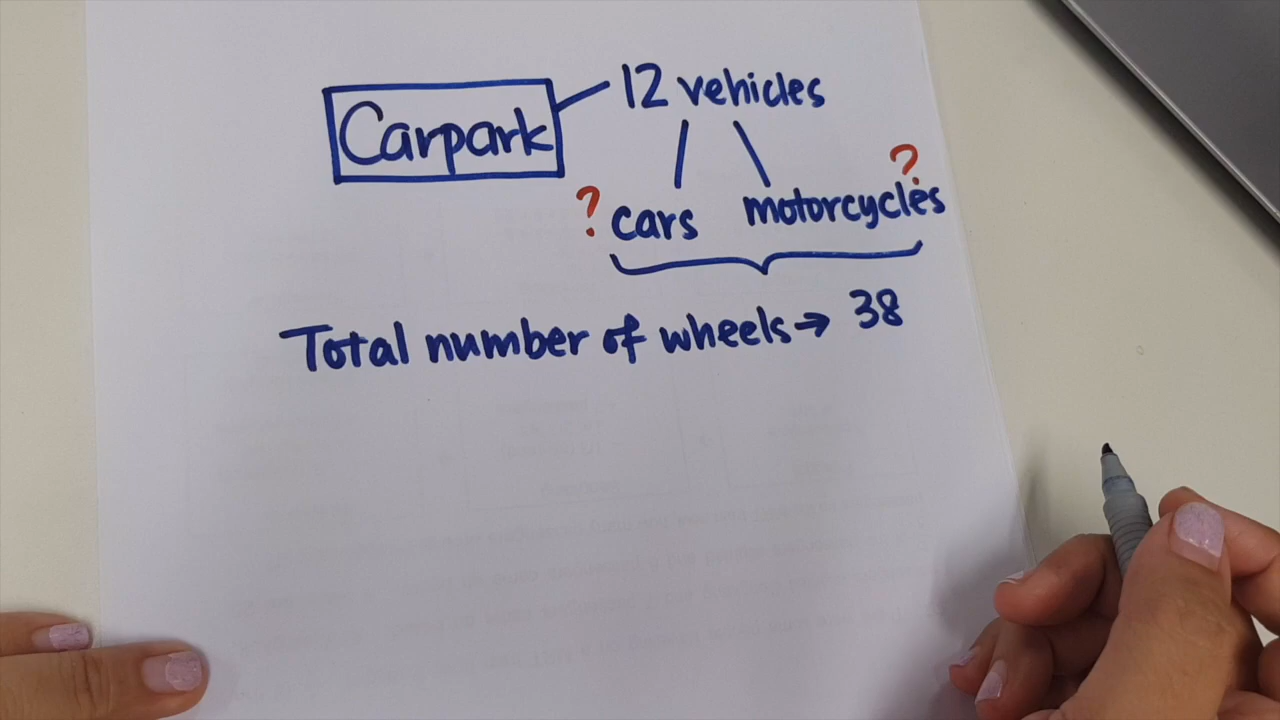 Carpark 12 vehicles
? cars motorcycles ?
Total number of wheels → 38